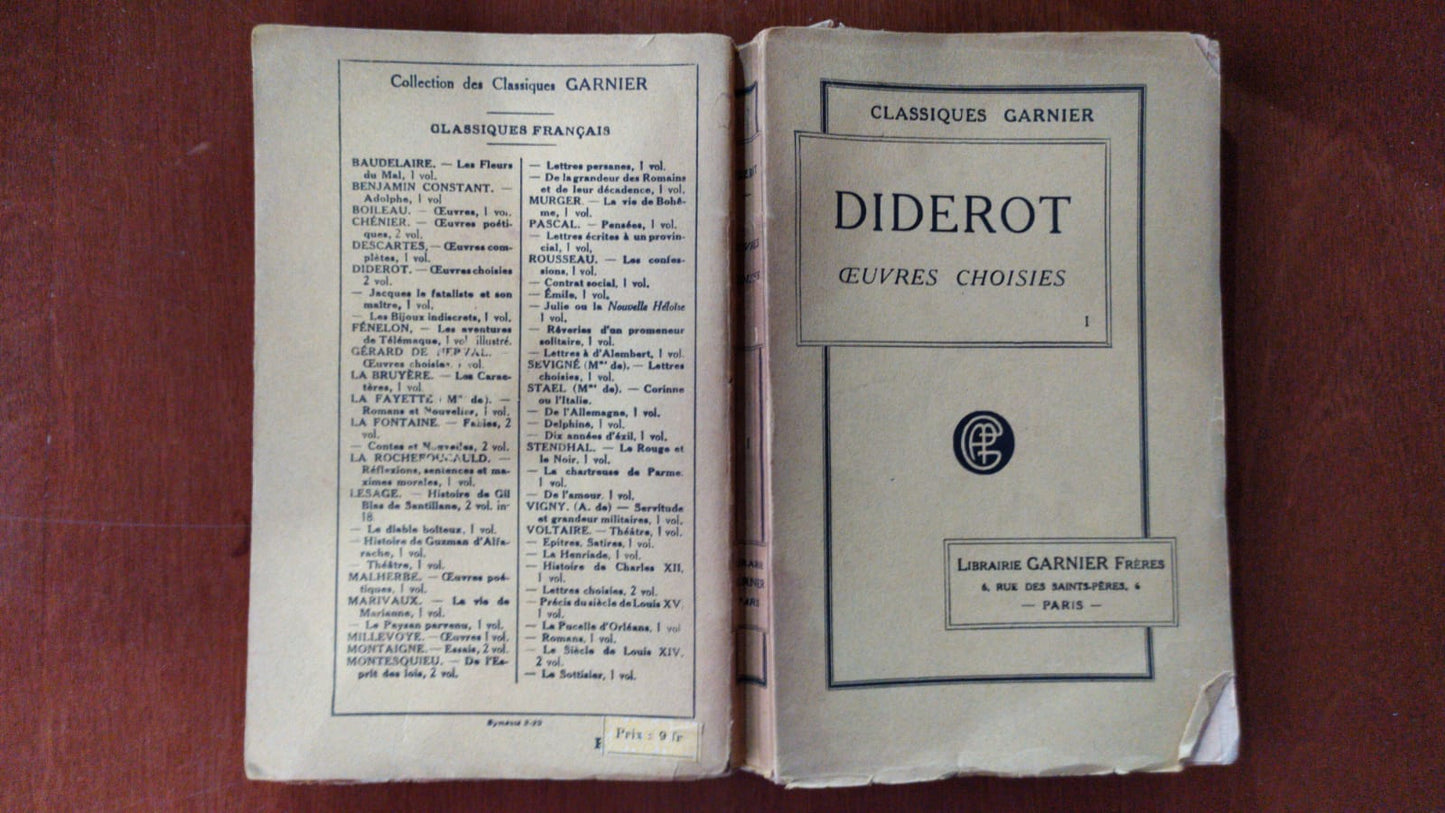 Collection des Classiques GARNIER
CLASSIQUES FRANÇAIS
BAUDELAIRE. — Les Fleurs
du Mal, 1 vol.
BENJAMIN CONSTANT. —
Adolphe, 1 vol
BOILEAU. — Œuvres, 1 vol.
CHÉNIER. — Œuvres poéti-
ques, 2 vol.
DESCARTES, — Œuvres com-
plètes, 1 vol.
DIDEROT. — Œuvres choisies
2 vol.
— Jacques le fataliste et son
maître, 1 vol.
— Les Bijoux indiscrets, 1 vol.
FÉNELON, — Les aventures
de Télémaque, 1 vol illustré.
GÉRARD DE NERVAL. —
Œuvres choisies, 1 vol.
LA BRUYÈRE. — Les Carac-
tères, 1 vol.
LA FAYETTE (Mme de). —
Romans et Nouvelles, 1 vol.
LA FONTAINE. — Fables, 2
vol.
— Contes et Nouvelles, 2 vol.
LA ROCHEFOUCAULD. —
Réflexions, sentences et ma-
ximes morales, 1 vol.
LESAGE. — Histoire de Gil
Blas de Santillane, 2 vol. in-
18
— Le diable boîteux, 1 vol.
— Histoire de Guzman d'Alfa-
rache, 1 vol.
— Théâtre, 1 vol.
MALHERBE. — Œuvres poé-
tiques, 1 vol.
MARIVAUX. — La vie de
Marianne, 1 vol.
— Le Paysan parvenu, 1 vol.
MILLEVOYE. — Œuvres 1 vol.
MONTAIGNE. — Essais, 2 vol.
MONTESQUIEU. — De l'Es-
prit des lois, 2 vol.
— Lettres persanes, 1 vol.
— De la grandeur des Romains
et de leur décadence, 1 vol.
MURGER. — La vie de Bohê-
me, 1 vol.
PASCAL. — Pensées, 1 vol.
— Lettres écrites à un provin-
cial, 1 vol,
ROUSSEAU. — Les confes-
sions, 1 vol.
— Contrat social, 1 vol.
— Émile, 1 vol.
— Julie ou la Nouvelle Héloïse
1 vol.
— Rêveries d'un promeneur
solitaire, 1 vol.
— Lettres à d'Alembert, 1 vol.
SEVIGNÉ (Mme de). — Lettres
choisies, 1 vol.
STAEL (Mme de). — Corinne
ou l'Italie.
— De l'Allemagne, 1 vol.
— Delphine, 1 vol.
— Dix années d'éxil, 1 vol.
STENDHAL. — Le Rouge et
le Noir, 1 vol.
— La chartreuse de Parme.
1 vol.
— De l'amour. 1 vol.
VIGNY. (A. de) — Servitude
et grandeur militaires, 1 vol.
VOLTAIRE. — Théâtre, 1 vol.
— Epitres, Satires, 1 vol.
— La Henriade, 1 vol.
— Histoire de Charles XII,
1 vol.
— Lettres choisies, 2 vol.
— Précis du siècle de Louis XV,
1 vol.
— La Pucelle d'Orléans, 1 vol
— Romans, 1 vol.
— Le Siècle de Louis XIV.
2 vol.
— Le Sottisier, 1 vol.
Prix : 9 fr
I
CLASSIQUES GARNIER
DIDEROT
ŒUVRES CHOISIES
I
LIBRAIRIE GARNIER FRÈRES
6, RUE DES SAINTS-PÈRES, 6
— PARIS —